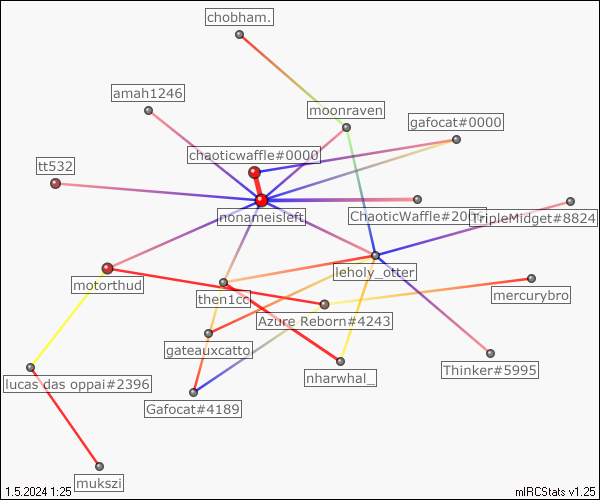 chobham.
amah1246
moonraven
gafocat#0000
chaoticwaffle#0000
tt532
nonameisleft
ChaoticWaffle#20
TripleMidget#8824
leholy_otter
motorthud
then1cc
mercurybro
Azure Reborn#4243
gateauxcatto
Thinker#5995
nharwhal_
lucas das oppai#2396
Gafocat#4189
mukszi
1.5.2024 1:25
mIRCStats v1.25